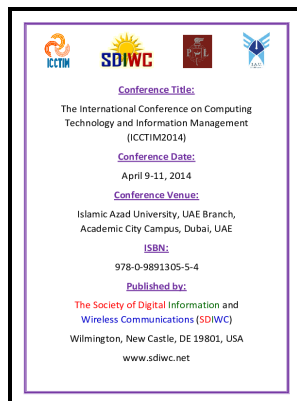 ICCTIM
SDIWC
P L
I.A.U
Conference Title:
The International Conference on Computing
Technology and Information Management
(ICCTIM2014)
Conference Date:
April 9-11, 2014
Conference Venue:
Islamic Azad University, UAE Branch,
Academic City Campus, Dubai, UAE
ISBN:
978-0-9891305-5-4
Published by:
The Society of Digital Information and
Wireless Communications (SDIWC)
Wilmington, New Castle, DE 19801, USA
www.sdiwc.net